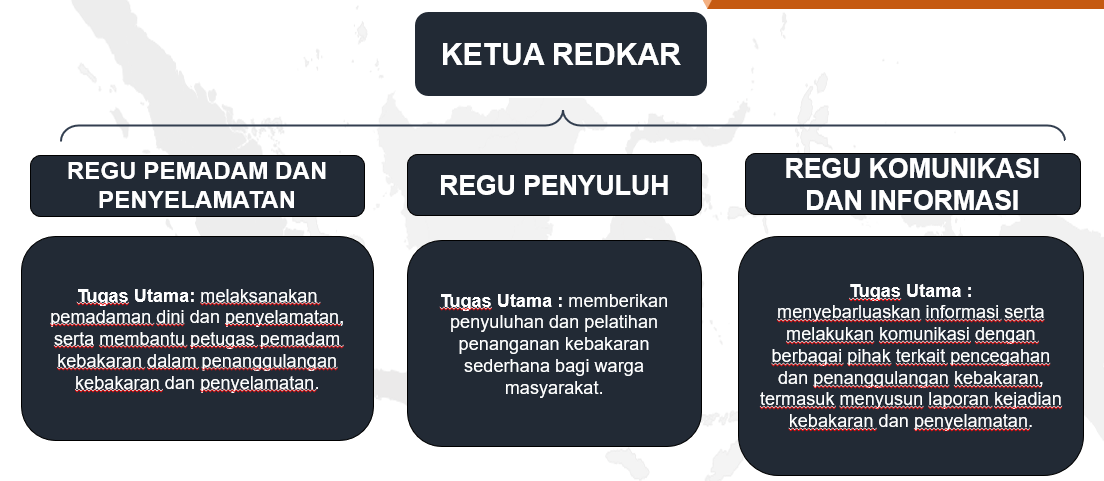 KETUA REDKAR
REGU PEMADAM DAN
PENYELAMATAN
Tugas Utama: melaksanakan
pemadaman dini dan penyelamatan,
serta membantu petugas pemadam
kebakaran dalam penanggulangan
kebakaran dan penyelamatan.
REGU PENYULUH
Tugas Utama : memberikan
penyuluhan dan pelatihan
penanganan kebakaran
sederhana bagi warga
masyarakat.
REGU KOMUNIKASI
DAN INFORMASI
Tugas Utama :
menyebarluaskan informasi serta
melakukan komunikasi dengan
berbagai pihak terkait pencegahan
dan penanggulangan kebakaran,
termasuk menyusun laporan kejadian
kebakaran dan penyelamatan.